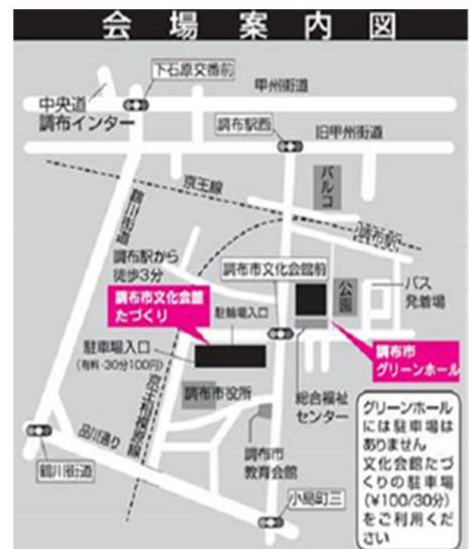 会場案内図
下石原交番前
甲州街道
中央道
調布インター
調布駅西
旧甲州街道
パルコ
京王線
鶴川街道
調布駅
調布駅から
徒歩3分
調布市文化会館前
公園
バス
発着場
調布市文化会館
たづくり
駐輪場入口
駐車場入口
(有料・30分100円)
調布市
グリーンホール
京王相模原線
調布市役所
総合福祉
センター
品川通り
調布市
教育会館
鶴川街道
小島町三
グリーンホール
には駐車場は
ありません
文化会館たづ
くりの駐車場
(¥100/30分)
をご利用くだ
さい